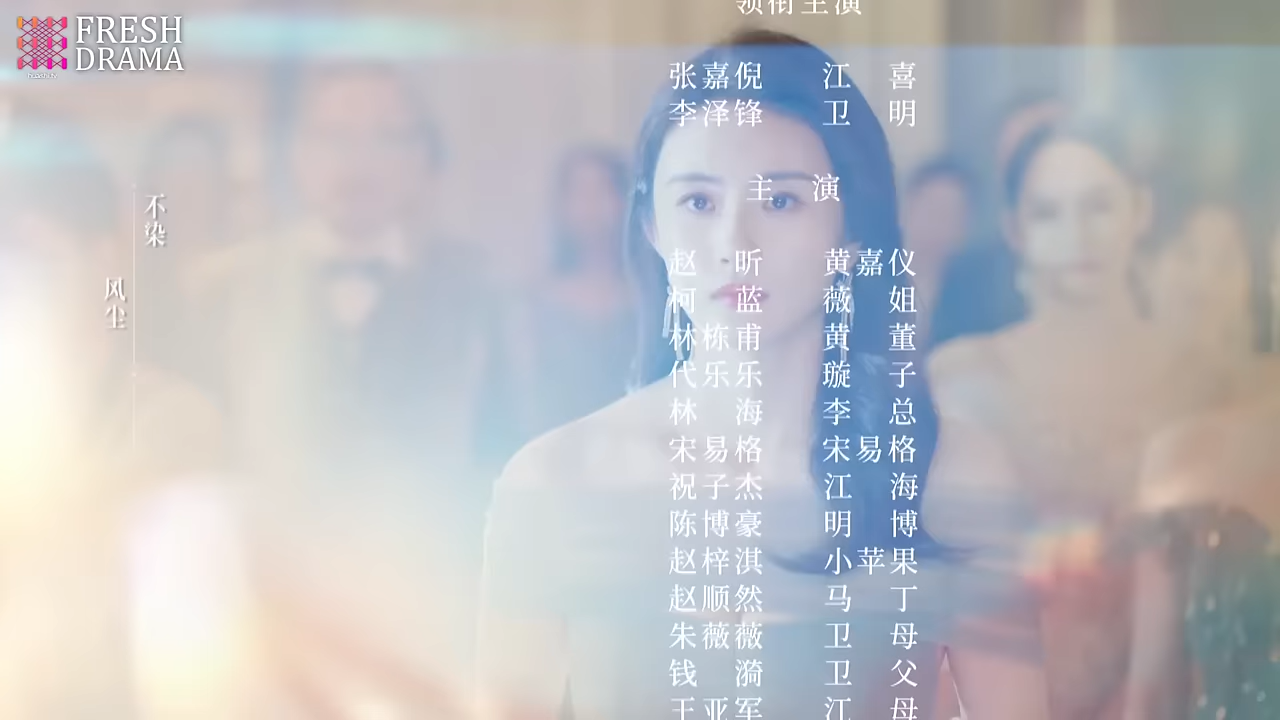 FRESH
DRAMA
不染
风尘
领衔主演
张嘉倪 江喜
李泽锋 卫明
主演
赵昕 黄嘉仪
柯蓝 薇姐
林栋甫 黄董
代乐乐 璇子
林海 李总
宋易格 宋易格
祝子杰 江海
陈博豪 明博
赵梓淇 小苹果
赵顺然 马丁
朱薇薇 卫母
钱漪 卫父
王亚军 江母